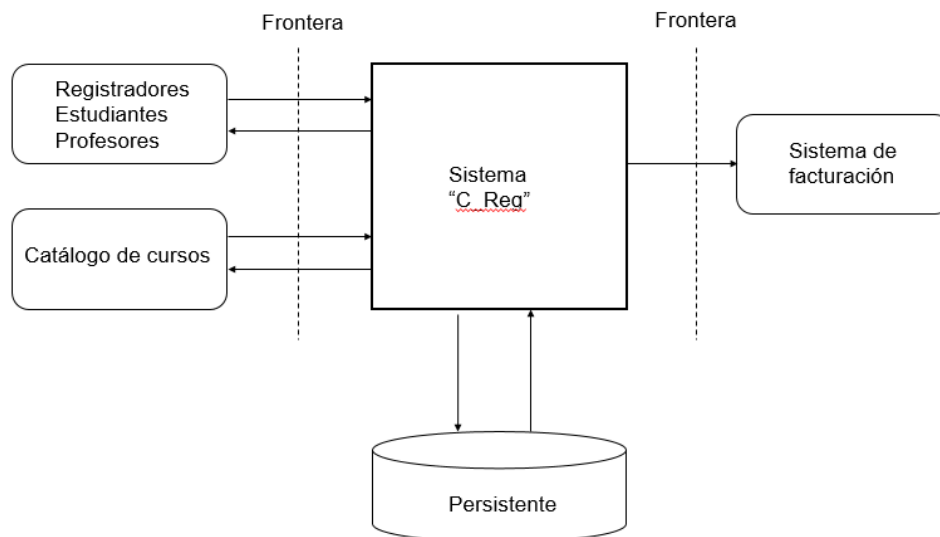 Frontera
Frontera
Registradores
Estudiantes
Profesores
Sistema
“C_Reg”
Sistema de
facturación
Catálogo de cursos
Persistente